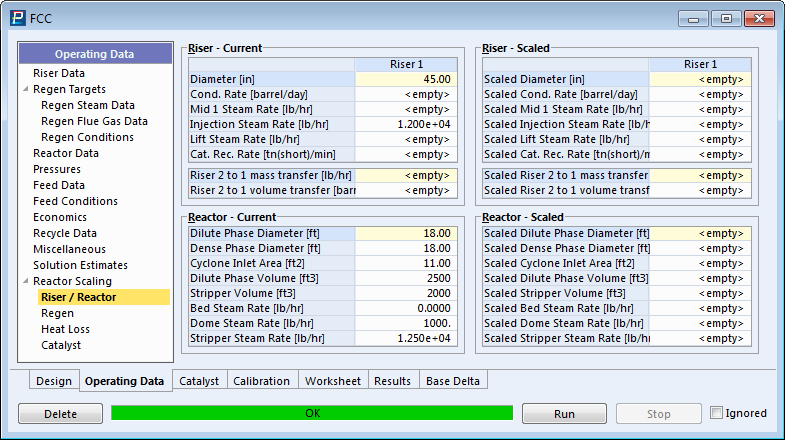 FCC
Operating Data
Riser Data
Regen Targets
Regen Steam Data
Regen Flue Gas Data
Regen Conditions
Reactor Data
Pressures
Feed Data
Feed Conditions
Economics
Recycle Data
Miscellaneous
Solution Estimates
Reactor Scaling
Riser / Reactor
Regen
Heat Loss
Catalyst
Riser - Current
Riser 1
Diameter [in] 45.00
Cond. Rate [barrel/day] <empty>
Mid 1 Steam Rate [lb/hr] <empty>
Injection Steam Rate [lb/hr] 1.200e+04
Lift Steam Rate [lb/hr] <empty>
Cat. Rec. Rate [tn(short)/min] <empty>
Riser 2 to 1 mass transfer [lb/hr] <empty>
Riser 2 to 1 volume transfer [barr <empty>
Riser - Scaled
Riser 1
Scaled Diameter [in] <empty>
Scaled Cond. Rate [barrel/day] <empty>
Scaled Mid 1 Steam Rate [lb/hr] <empty>
Scaled Injection Steam Rate [lb/hr <empty>
Scaled Lift Steam Rate [lb/hr] <empty>
Scaled Cat. Rec. Rate [tn(short)/m <empty>
Scaled Riser 2 to 1 mass transfer [ <empty>
Scaled Riser 2 to 1 volume transf <empty>
Reactor - Current
Dilute Phase Diameter [ft] 18.00
Dense Phase Diameter [ft] 18.00
Cyclone Inlet Area [ft2] 11.00
Dilute Phase Volume [ft3] 2500
Stripper Volume [ft3] 2000
Bed Steam Rate [lb/hr] 0.0000
Dome Steam Rate [lb/hr] 1000.
Stripper Steam Rate [lb/hr] 1.250e+04
Reactor - Scaled
Scaled Dilute Phase Diameter [ft] <empty>
Scaled Dense Phase Diameter [ft] <empty>
Scaled Cyclone Inlet Area [ft2] <empty>
Scaled Dilute Phase Volume [ft3] <empty>
Scaled Stripper Volume [ft3] <empty>
Scaled Bed Steam Rate [lb/hr] <empty>
Scaled Dome Steam Rate [lb/hr] <empty>
Scaled Stripper Steam Rate [lb/hr] <empty>
Design Operating Data Catalyst Calibration Worksheet Results Base Delta
Delete OK Run Stop Ignored